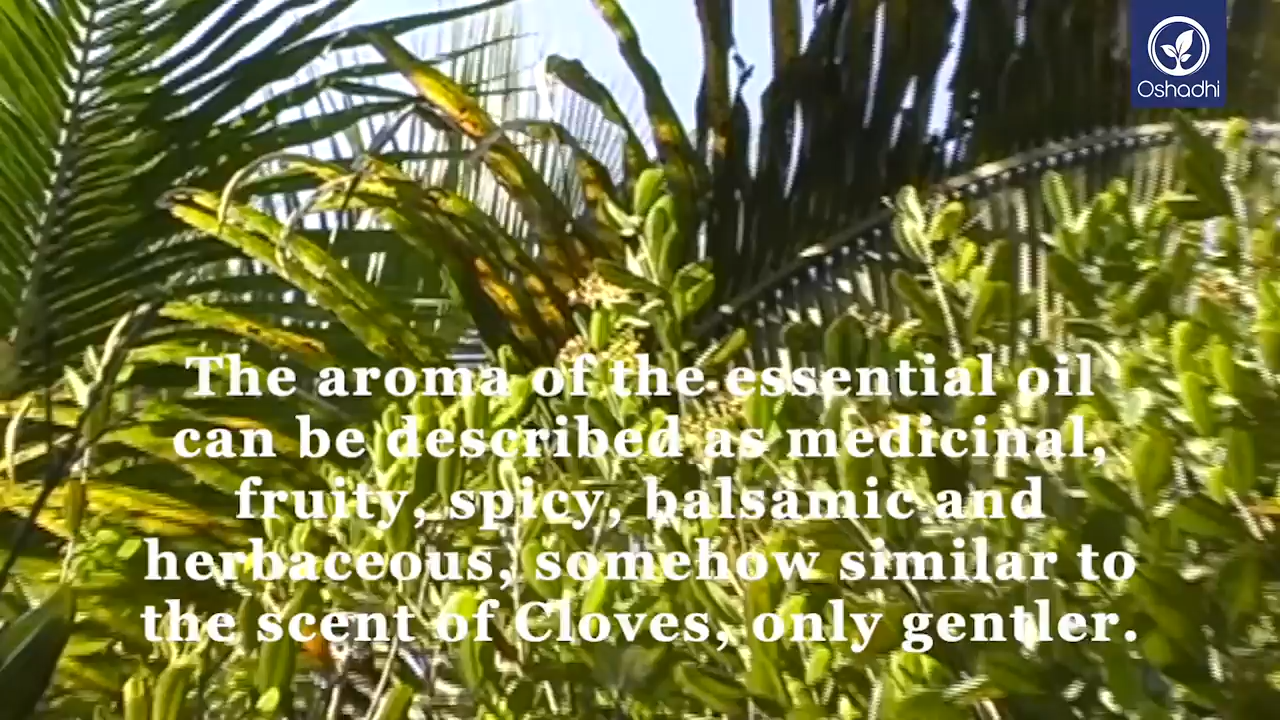 Oshadhi
The aroma of the essential oil
can be described as medicinal,
fruity, spicy, balsamic and
herbaceous, somehow similar to
the scent of Cloves, only gentler.